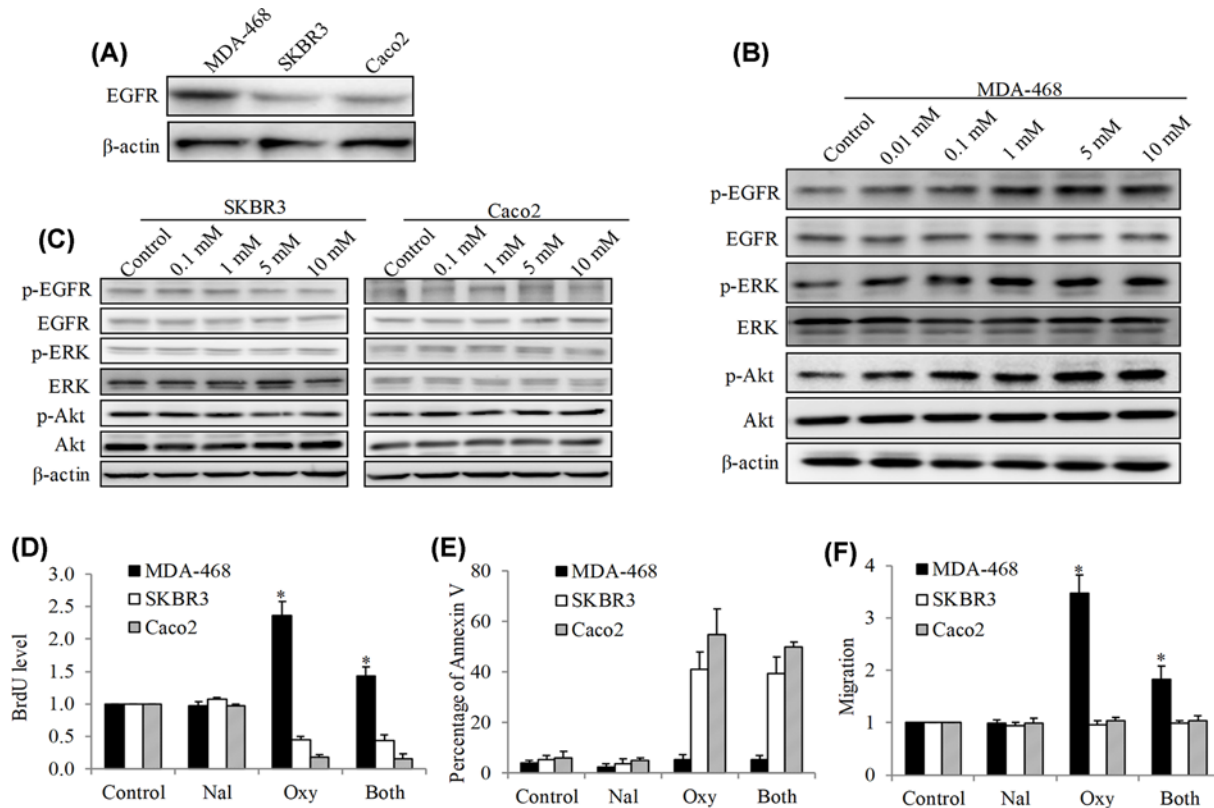 (A)
MDA-468 SKBR3 Caco2
EGFR
β-actin
(B)
MDA-468
Control 0.01 mM 0.1 mM 1 mM 5 mM 10 mM
p-EGFR
EGFR
p-ERK
ERK
p-Akt
Akt
β-actin
(C)
SKBR3 Caco2
Control 0.1 mM 1 mM 5 mM 10 mM Control 0.1 mM 1 mM 5 mM 10 mM
p-EGFR
EGFR
p-ERK
ERK
p-Akt
Akt
β-actin
(D)
BrdU level
3.0
2.5
2.0
1.5
1.0
0.5
0.0
MDA-468
SKBR3
Caco2
*
*
Control Nal Oxy Both
(E)
Percentage of Annexin V
80
60
40
20
0
MDA-468
SKBR3
Caco2
Control Nal Oxy Both
(F)
Migration
4
3
2
1
0
MDA-468
SKBR3
Caco2
*
*
Control Nal Oxy Both